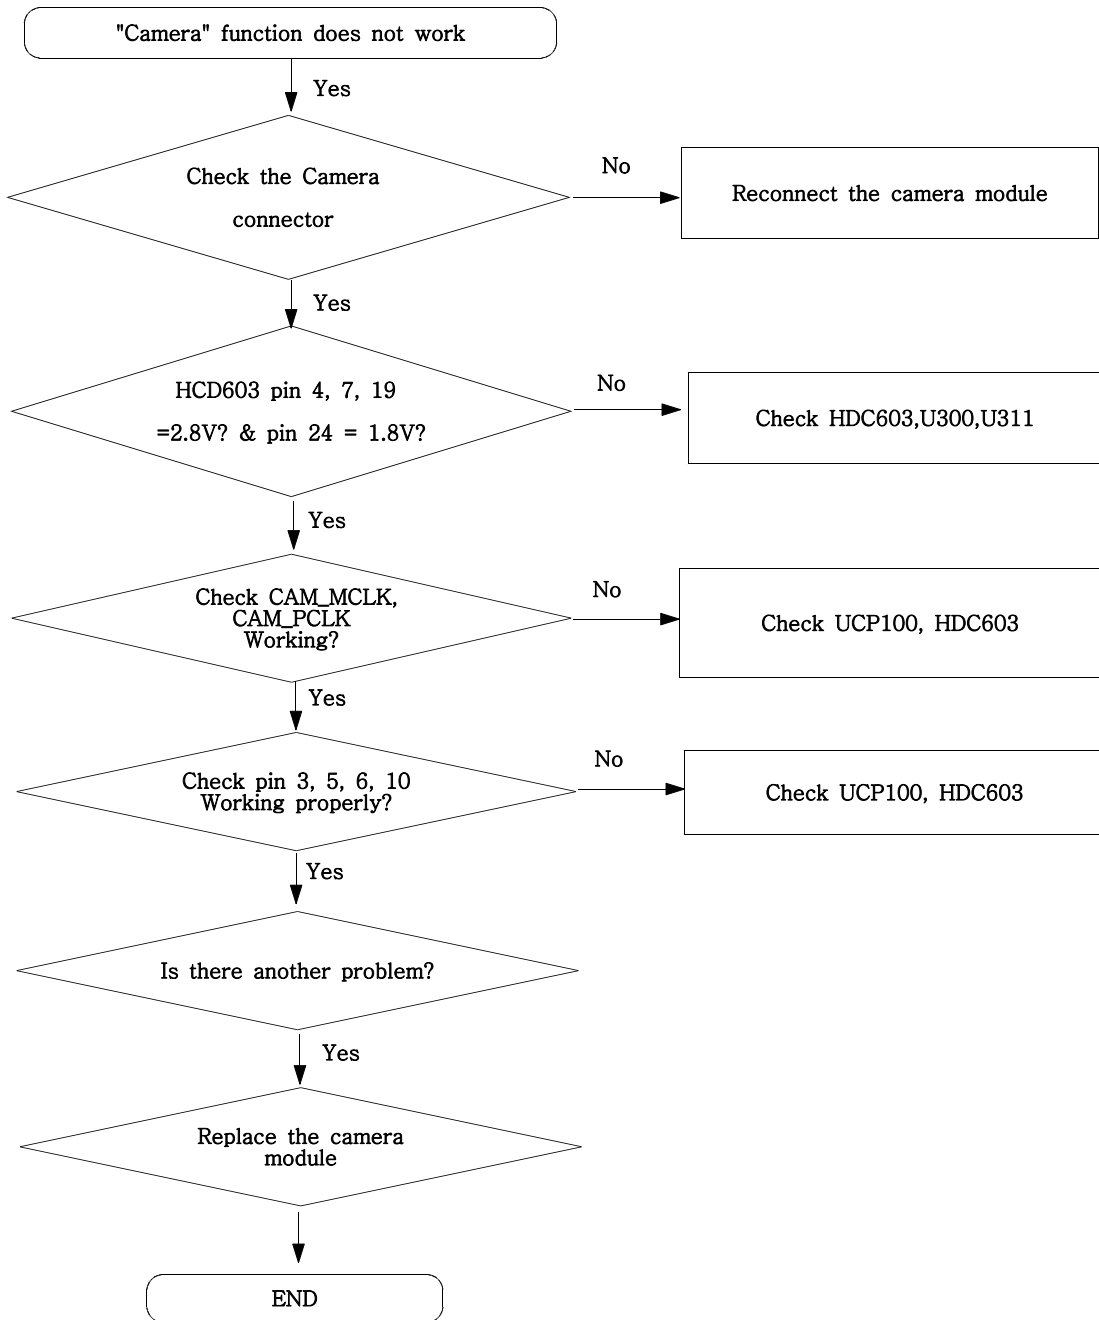 "Camera" function does not work
Yes
Check the Camera
connector
No
Reconnect the camera module
Yes
HCD603 pin 4, 7, 19
=2.8V? & pin 24 = 1.8V?
No
Check HDC603,U300,U311
Yes
Check CAM_MCLK,
CAM_PCLK
Working?
No
Check UCP100, HDC603
Yes
Check pin 3, 5, 6, 10
Working properly?
No
Check UCP100, HDC603
Yes
Is there another problem?
Yes
Replace the camera
module
END